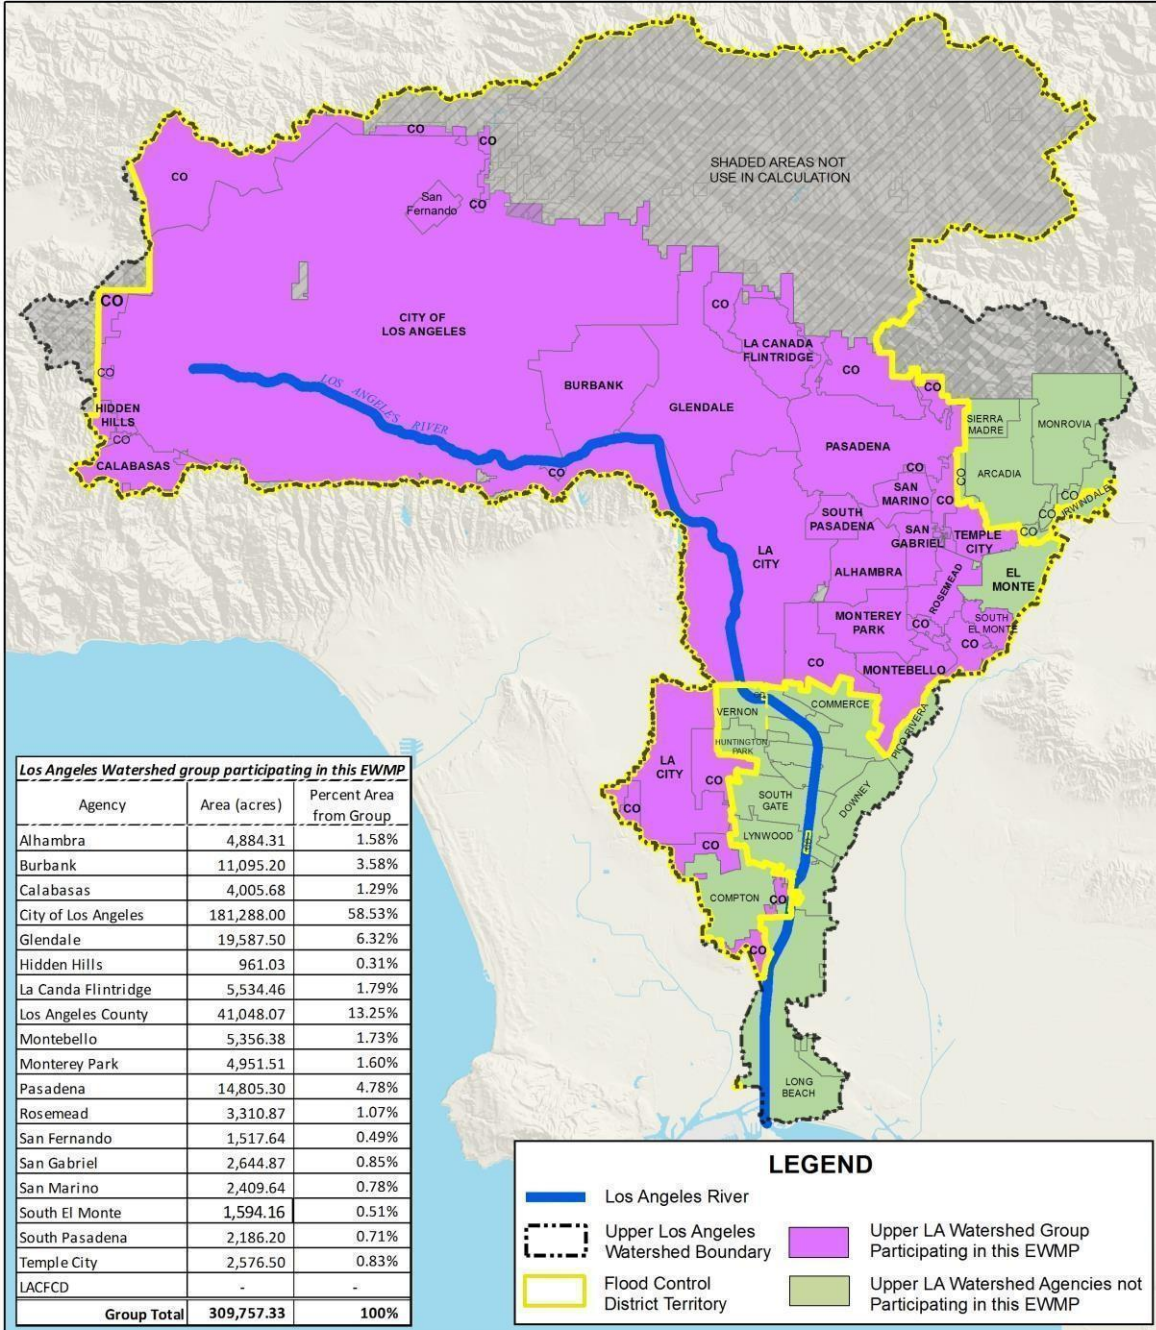 SHADED AREAS NOT
USE IN CALCULATION
CO
CO
CO
San
Fernando
CO
CO
CITY OF
LOS ANGELES
CO
LA CANADA
FLINTRIDGE
CO
BURBANK
GLENDALE
CO
CO
LOS ANGELES RIVER
HIDDEN
HILLS
CO
CALABASAS
CO
PASADENA
CO
SIERRA
MADRE
MONROVIA
ARCADIA
CO
CO
CO
IRWINDALE
CO
SAN
MARINO
CO
SOUTH
PASADENA
SAN
GABRIEL
TEMPLE
CITY
LA
CITY
ALHAMBRA
ROSEMEAD
EL
MONTE
MONTEREY
PARK
CO
SOUTH
EL MONTE
CO
CO
MONTEBELLO
VERNON
COMMERCE
PICO RIVERA
HUNTINGTON
PARK
LA
CITY
CO
CO
SOUTH
GATE
DOWNEY
LYNWOOD
CO
COMPTON
CO
CO
LONG
BEACH
Los Angeles Watershed group participating in this EWMP
Agency Area (acres) Percent Area
from Group
Alhambra 4,884.31 1.58%
Burbank 11,095.20 3.58%
Calabasas 4,005.68 1.29%
City of Los Angeles 181,288.00 58.53%
Glendale 19,587.50 6.32%
Hidden Hills 961.03 0.31%
La Canda Flintridge 5,534.46 1.79%
Los Angeles County 41,048.07 13.25%
Montebello 5,356.38 1.73%
Monterey Park 4,951.51 1.60%
Pasadena 14,805.30 4.78%
Rosemead 3,310.87 1.07%
San Fernando 1,517.64 0.49%
San Gabriel 2,644.87 0.85%
San Marino 2,409.64 0.78%
South El Monte 1,594.16 0.51%
South Pasadena 2,186.20 0.71%
Temple City 2,576.50 0.83%
LACFCD - -
Group Total 309,757.33 100%
LEGEND
Los Angeles River
Upper Los Angeles
Watershed Boundary
Flood Control
District Territory
Upper LA Watershed Group
Participating in this EWMP
Upper LA Watershed Agencies not
Participating in this EWMP